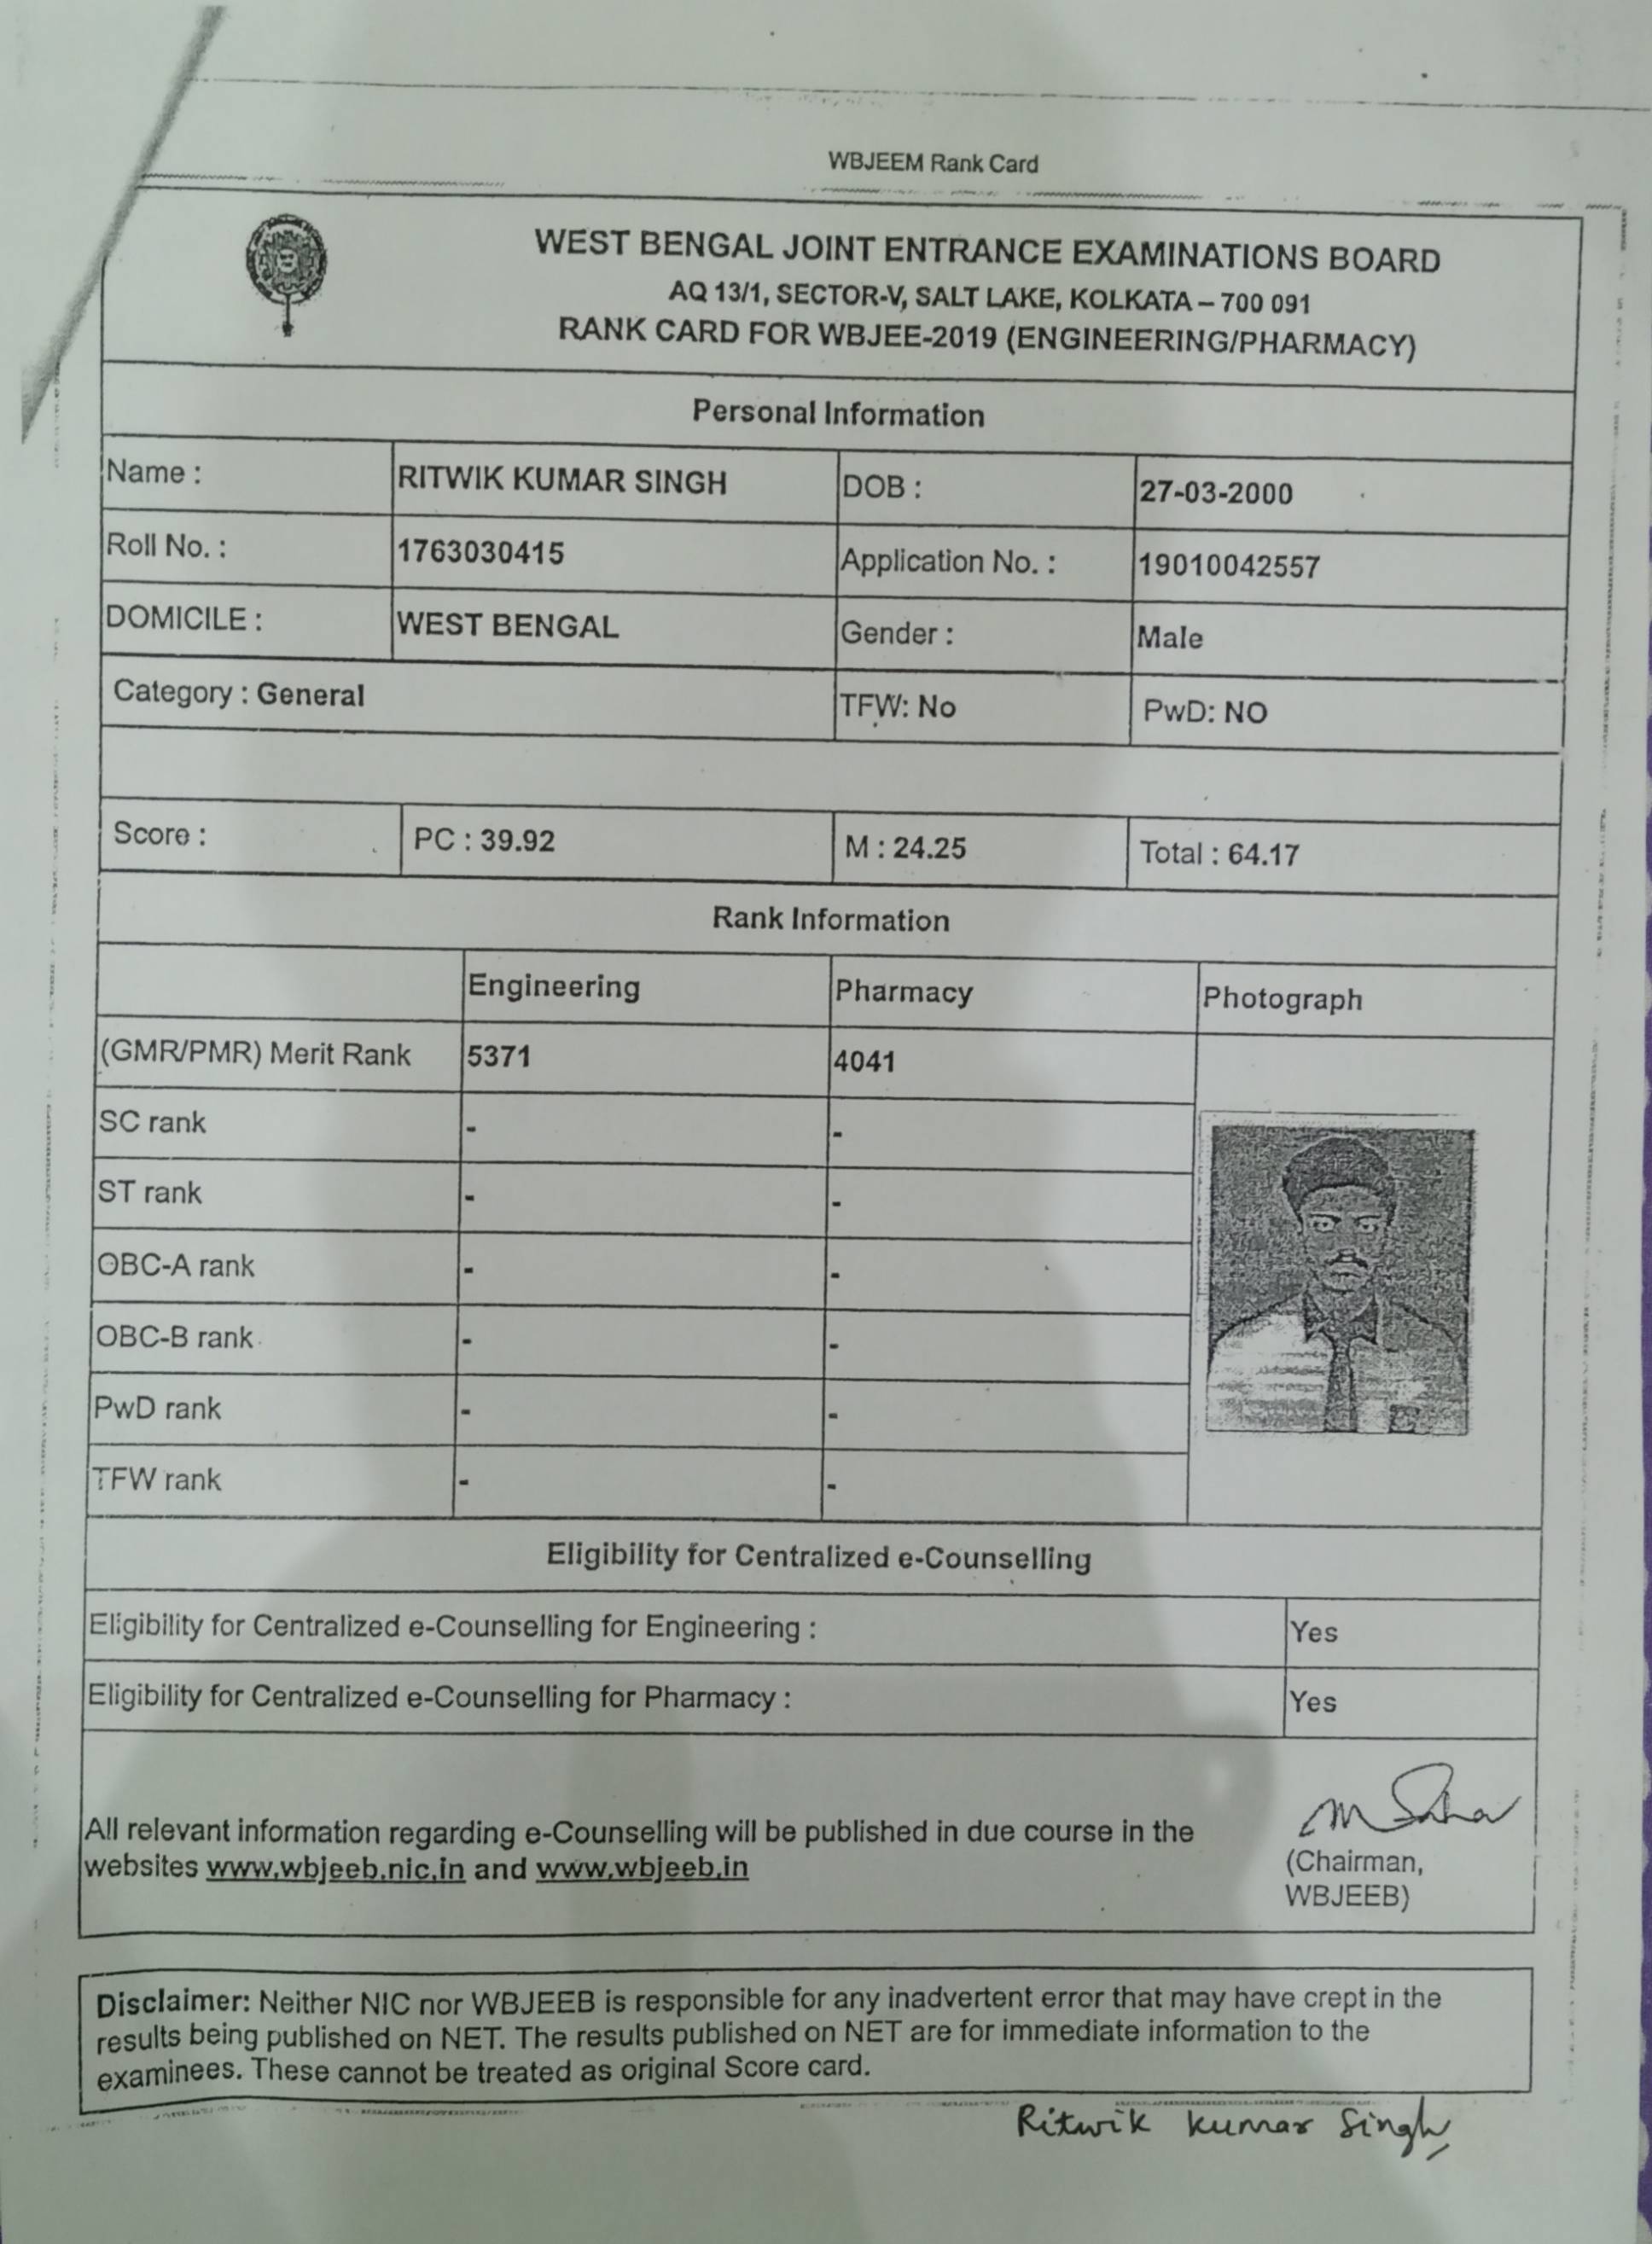 WBJEEM Rank Card
WEST BENGAL JOINT ENTRANCE EXAMINATIONS BOARD
AQ 13/1, SECTOR-V, SALT LAKE, KOLKATA – 700 091
RANK CARD FOR WBJEE-2019 (ENGINEERING/PHARMACY)
Personal Information
Name : RITWIK KUMAR SINGH DOB : 27-03-2000
Roll No. : 1763030415 Application No. : 19010042557
DOMICILE : WEST BENGAL Gender : Male
Category : General TFW: No PwD: NO
Score : PC : 39.92 M : 24.25 Total : 64.17
Rank Information
Engineering Pharmacy Photograph
(GMR/PMR) Merit Rank 5371 4041
SC rank - -
ST rank - -
OBC-A rank - -
OBC-B rank - -
PwD rank - -
TFW rank - -
Eligibility for Centralized e-Counselling
Eligibility for Centralized e-Counselling for Engineering : Yes
Eligibility for Centralized e-Counselling for Pharmacy : Yes
All relevant information regarding e-Counselling will be published in due course in the
websites www.wbjeeb.nic.in and www.wbjeeb.in
(Chairman,
WBJEEB)
Disclaimer: Neither NIC nor WBJEEB is responsible for any inadvertent error that may have crept in the
results being published on NET. The results published on NET are for immediate information to the
examinees. These cannot be treated as original Score card.
Ritwik Kumar Singh